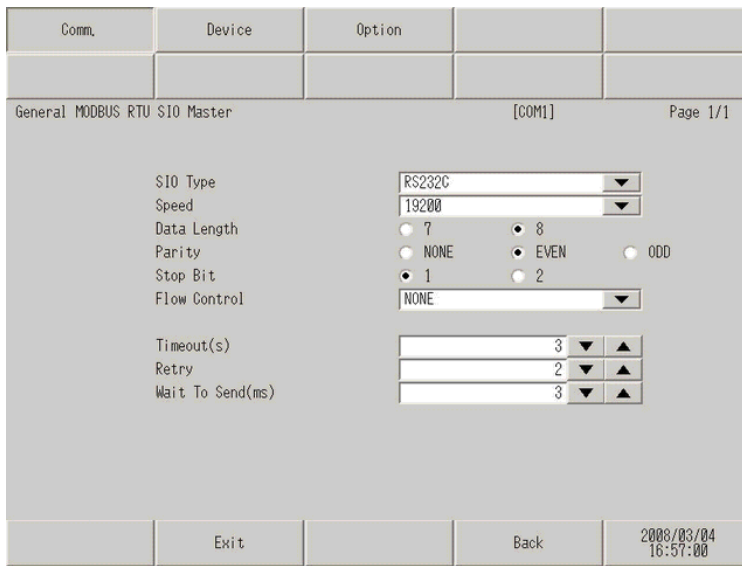 Comm. Device Option
General MODBUS RTU SIO Master [COM1] Page 1/1
SIO Type RS232C
Speed 19200
Data Length 7 8
Parity NONE EVEN ODD
Stop Bit 1 2
Flow Control NONE
Timeout(s) 3
Retry 2
Wait To Send(ms) 3
Exit Back 2008/03/04
16:57:00